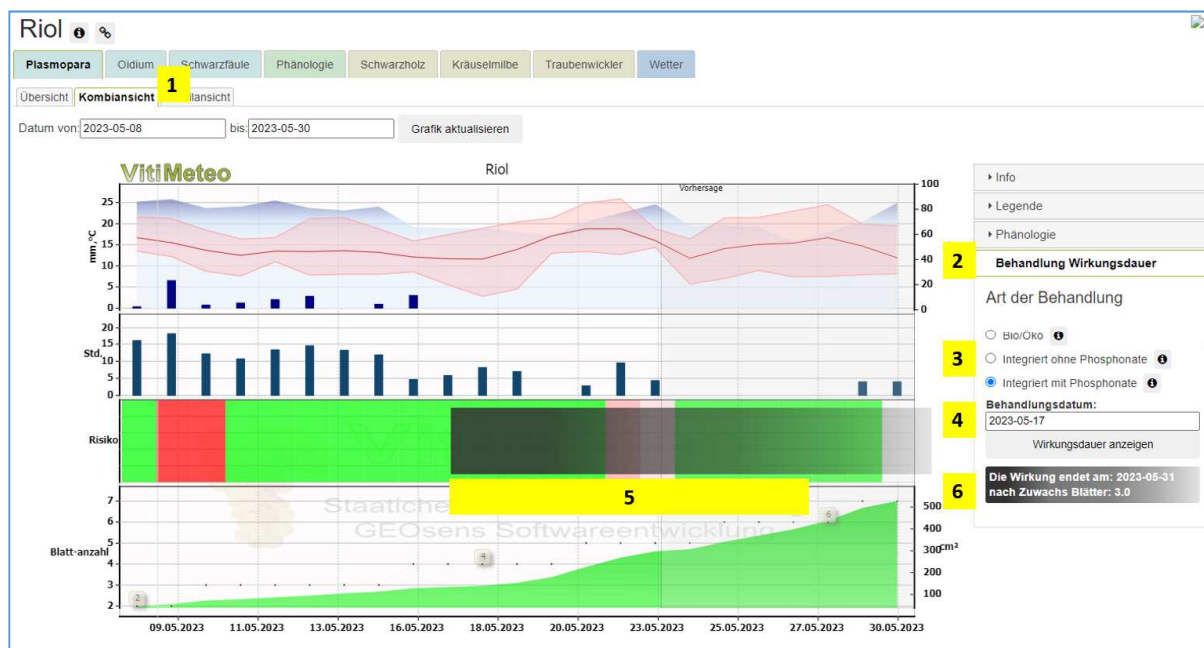 Riol
Plasmopara Oidium Schwarzfäule Phänologie Schwarzholz Kräuselmilbe Traubenwickler Wetter
1
Übersicht Kombiansicht ilansicht
Datum von: 2023-05-08 bis: 2023-05-30 Grafik aktualisieren
VitiMeteo
Riol
Vorhersage
mm,°C
25
20
15
10
5
0
100
80
60
40
20
0
Std.
20
15
10
5
0
Risiko
Staatliche
GEOsens Softwareentwicklung
Blatt-anzahl
7
6
5
4
3
2
2
4
6
500
400
300
200
100
cm²
5
09.05.2023 11.05.2023 13.05.2023 16.05.2023 18.05.2023 20.05.2023 23.05.2023 25.05.2023 27.05.2023 30.05.2023
Info
Legende
Phänologie
2
Behandlung Wirkungsdauer
Art der Behandlung
Bio/Öko
3
Integriert ohne Phosphonate
Integriert mit Phosphonate
Behandlungsdatum:
4
2023-05-17
Wirkungsdauer anzeigen
6
Die Wirkung endet am: 2023-05-31
nach Zuwachs Blätter: 3.0